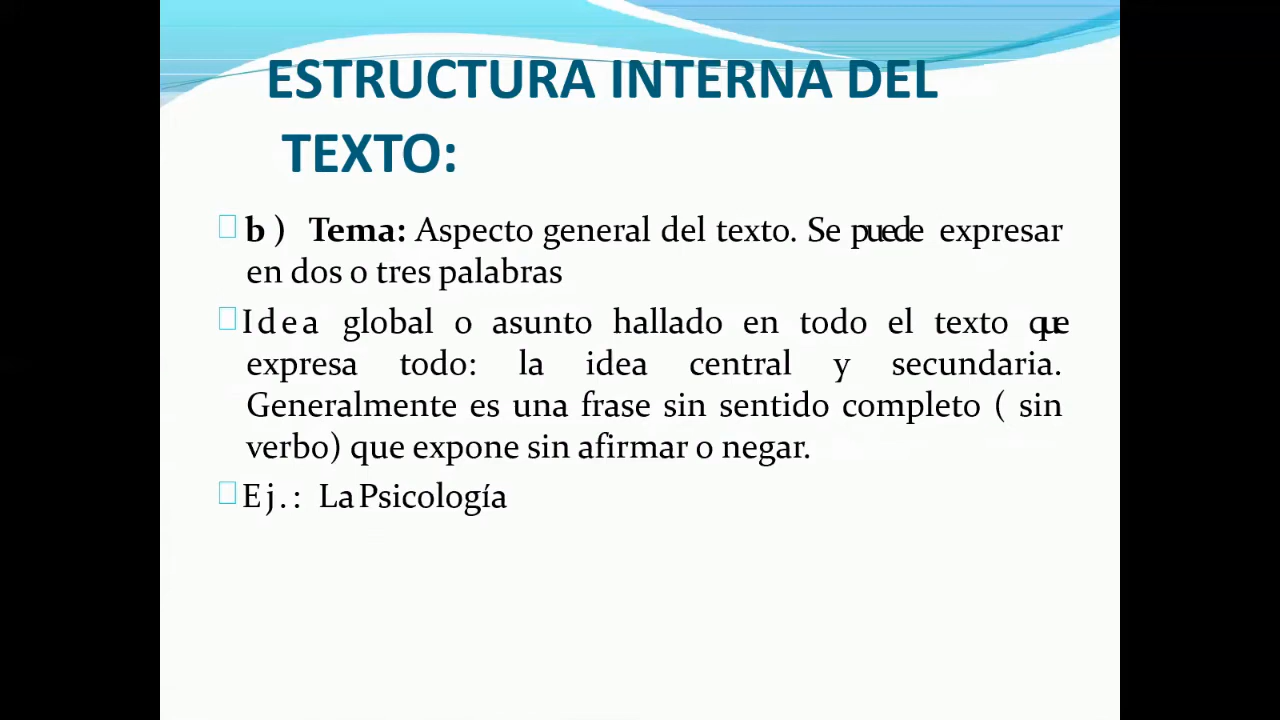 ESTRUCTURA INTERNA DEL
TEXTO:
b ) Tema: Aspecto general del texto. Se puede expresar
en dos o tres palabras
Idea global o asunto hallado en todo el texto que
expresa todo: la idea central y secundaria.
Generalmente es una frase sin sentido completo ( sin
verbo) que expone sin afirmar o negar.
Ej.: La Psicología